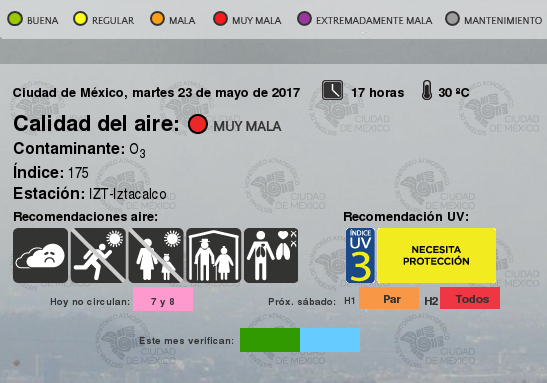 BUENA REGULAR MALA MUY MALA EXTREMADAMENTE MALA MANTENIMIENTO
Ciudad de México, martes 23 de mayo de 2017 17 horas 30 ºC
Calidad del aire: MUY MALA
Contaminante: O3
Índice: 175
Estación: IZT-Iztacalco
Recomendaciones aire: Recomendación UV:
ÍNDICE
UV
3
NECESITA
PROTECCIÓN
Hoy no circulan: 7 y 8 Próx. sábado: H1 Par H2 Todos
Este mes verifican:
CIUDAD
DE MÉXICO